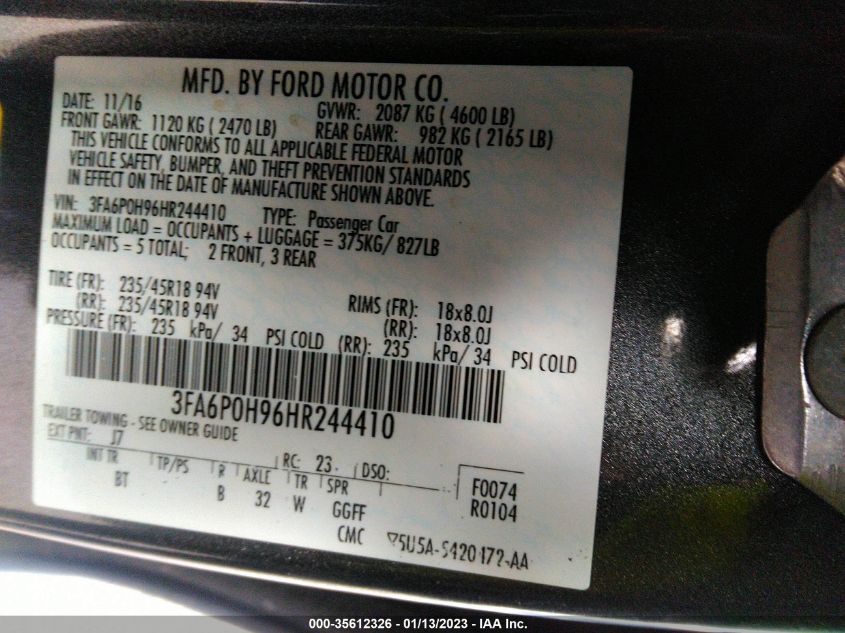 MFD. BY FORD MOTOR CO.
DATE: 11/16 GVWR: 2087 KG ( 4600 LB)
FRONT GAWR: 1120 KG ( 2470 LB) REAR GAWR: 982 KG ( 2165 LB)
THIS VEHICLE CONFORMS TO ALL APPLICABLE FEDERAL MOTOR
VEHICLE SAFETY, BUMPER, AND THEFT PREVENTION STANDARDS
IN EFFECT ON THE DATE OF MANUFACTURE SHOWN ABOVE.
VIN: 3FA6P0H96HR244410 TYPE: Passenger Car
MAXIMUM LOAD = OCCUPANTS + LUGGAGE = 375KG/ 827LB
OCCUPANTS = 5 TOTAL; 2 FRONT, 3 REAR
TIRE (FR): 235/45R18 94V RIMS (FR): 18x8.0J
(RR): 235/45R18 94V (RR): 18x8.0J
PRESSURE (FR): 235 kPa/ 34 PSI COLD (RR): 235 kPa/ 34 PSI COLD
3FA6P0H96HR244410
TRAILER TOWING - SEE OWNER GUIDE
EXT PNT: J7 RC: 23 DSO: F0074
INT TR TP/PS R AXLE TR SPR R0104
BT B 32 W GGFF
CMC
000-35612326 - 01/13/2023 - IAA Inc.